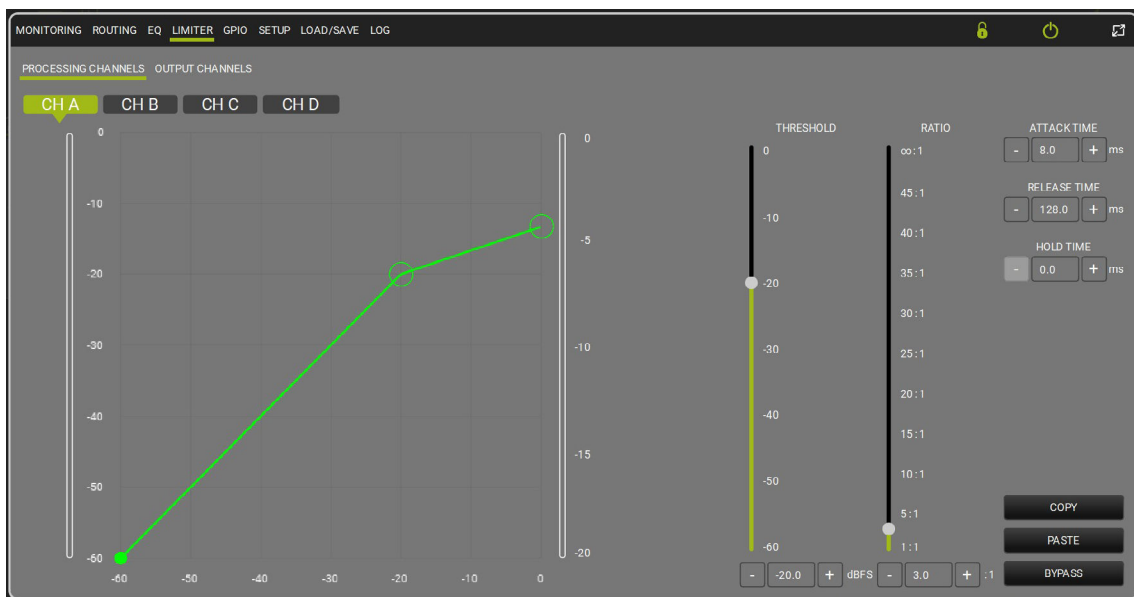 MONITORING ROUTING EQ LIMITER GPIO SETUP LOAD/SAVE LOG
PROCESSING CHANNELS OUTPUT CHANNELS
CH A CH B CH C CH D
0
-10
-20
-30
-40
-50
-60
-60 -50 -40 -30 -20 -10 0
0
-5
-10
-15
-20
THRESHOLD
0
-10
-20
-30
-40
-50
-60
- -20.0 + dBFS
RATIO
∞:1
45:1
40:1
35:1
30:1
25:1
20:1
15:1
10:1
5:1
1:1
- 3.0 + :1
ATTACK TIME
- 8.0 + ms
RELEASE TIME
- 128.0 + ms
HOLD TIME
- 0.0 + ms
COPY
PASTE
BYPASS